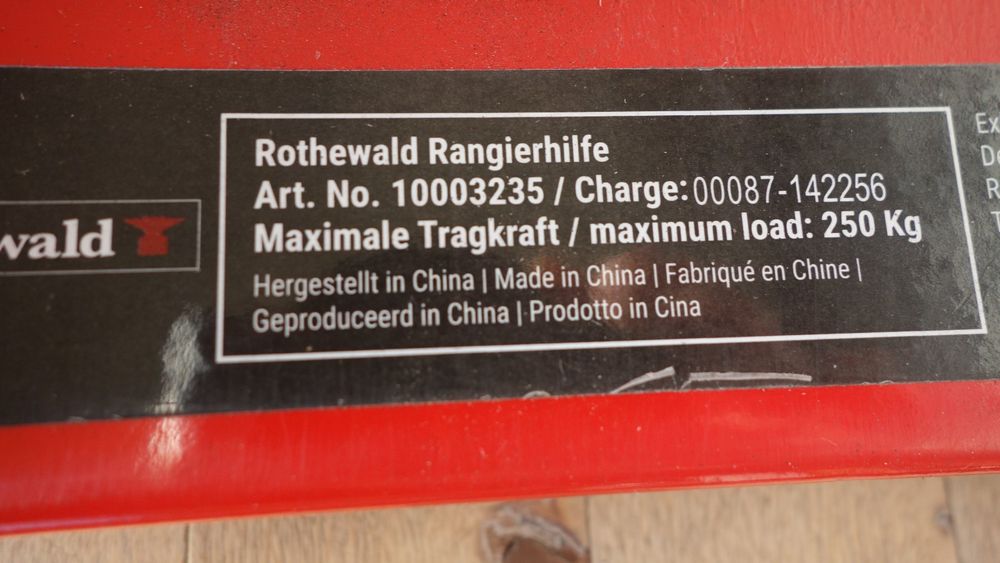 Rothewald Rangierhilfe
Art. No. 10003235 / Charge: 00087-142256
Maximale Tragkraft / maximum load: 250 Kg
Hergestellt in China | Made in China | Fabriqué en Chine |
Geproduceerd in China | Prodotto in Cina
wald